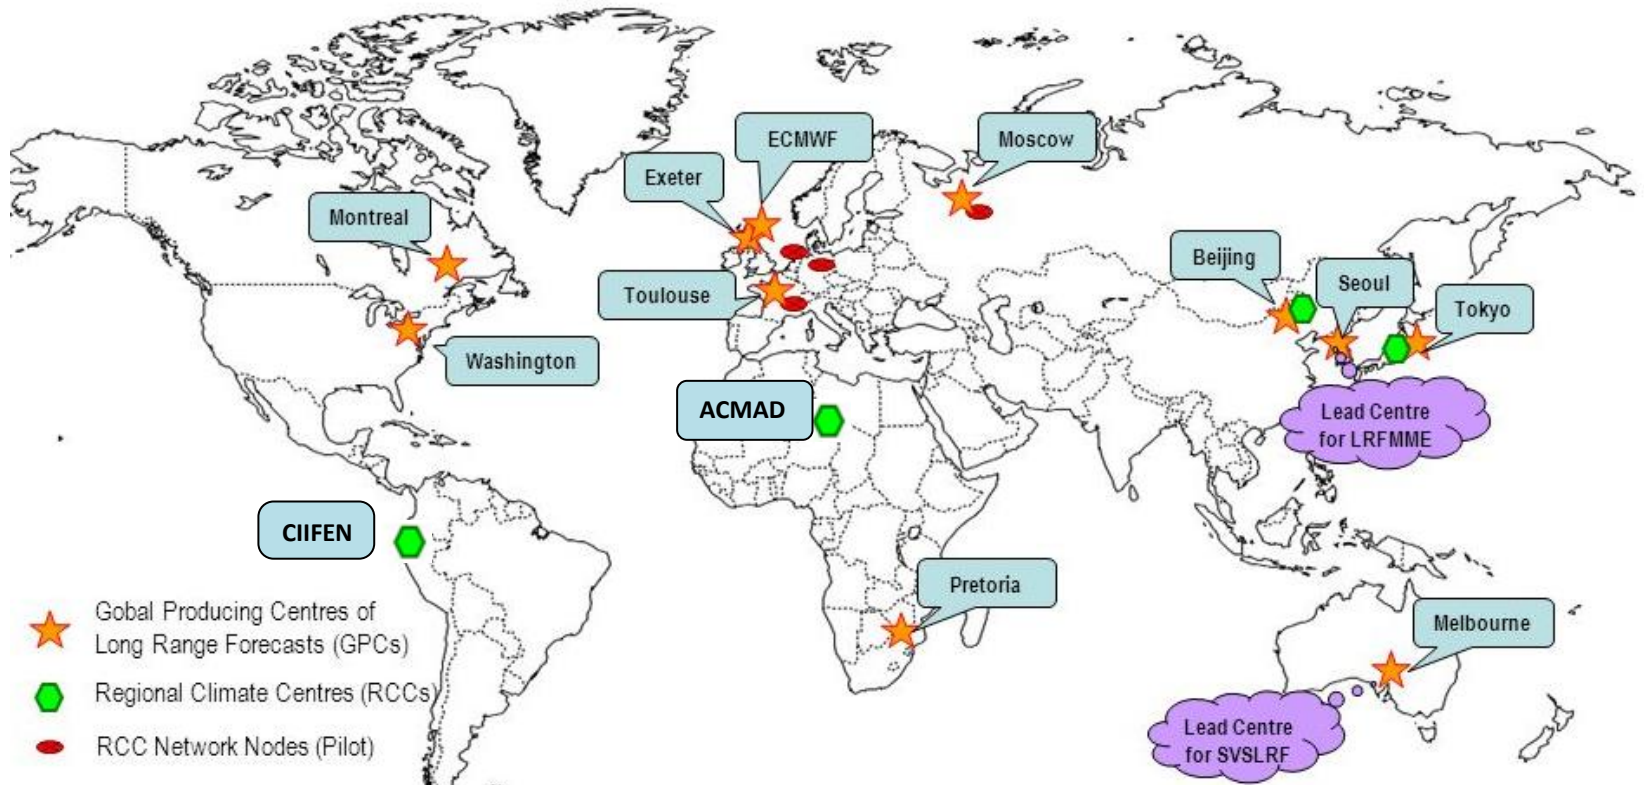 ECMWF
Moscow
Exeter
Montreal
Beijing
Seoul
Toulouse
Tokyo
Washington
ACMAD
Lead Centre
for LRFMME
CIIFEN
Pretoria
Gobal Producing Centres of
Long Range Forecasts (GPCs)
Melbourne
Regional Climate Centres (RCCs)
Lead Centre
for SVSLRF
RCC Network Nodes (Pilot)